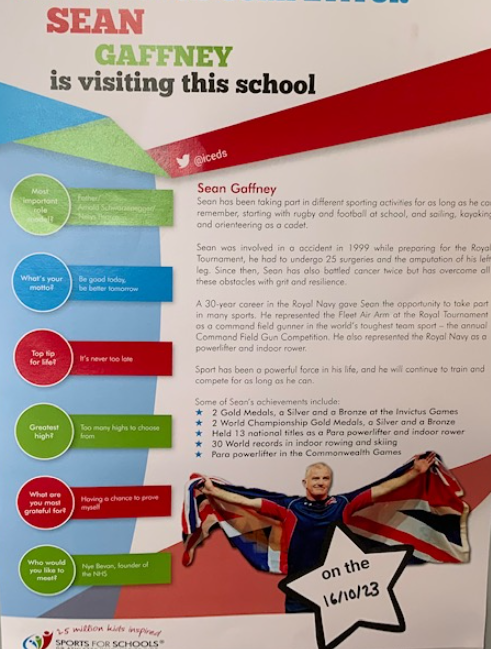 SEAN
GAFFNEY
is visiting this school
@iceds
Most
important
role
Father,
Arnold Schwarzenegger
What's your
motto?
Be good today,
be better tomorrow
Top tip
for life?
It's never too late
Greatest
high?
Too many highs to choose
from
What are
you most
grateful for?
Having a chance to prove
myself
Who would
you like to
meet?
Nye Bevan, founder of
the NHS
Sean Gaffney
Sean has been taking part in different sporting activities for as long as he ca
remember, starting with rugby and football at school, and sailing, kayaking
and orienteering as a cadet.
Sean was involved in a accident in 1999 while preparing for the Royal
Tournament, he had to undergo 25 surgeries and the amputation of his left
leg. Since then, Sean has also battled cancer twice but has overcome all
these obstacles with grit and resilience.
A 30-year career in the Royal Navy gave Sean the opportunity to take part
in many sports. He represented the Fleet Air Arm at the Royal Tournament
as a command field gunner in the world's toughest team sport – the annual
Command Field Gun Competition. He also represented the Royal Navy as a
powerlifter and indoor rower.
Sport has been a powerful force in his life, and he will continue to train and
compete for as long as he can.
Some of Sean's achievements include:
★ 2 Gold Medals, a Silver and a Bronze at the Invictus Games
★ 2 World Championship Gold Medals, a Silver and a Bronze
★ Held 13 national titles as a Para powerlifter and indoor rower
★ 30 World records in indoor rowing and skiing
★ Para powerlifter in the Commonwealth Games
on the
16/10/23
2.5 million kids inspired
SPORTS FOR SCHOOLS®